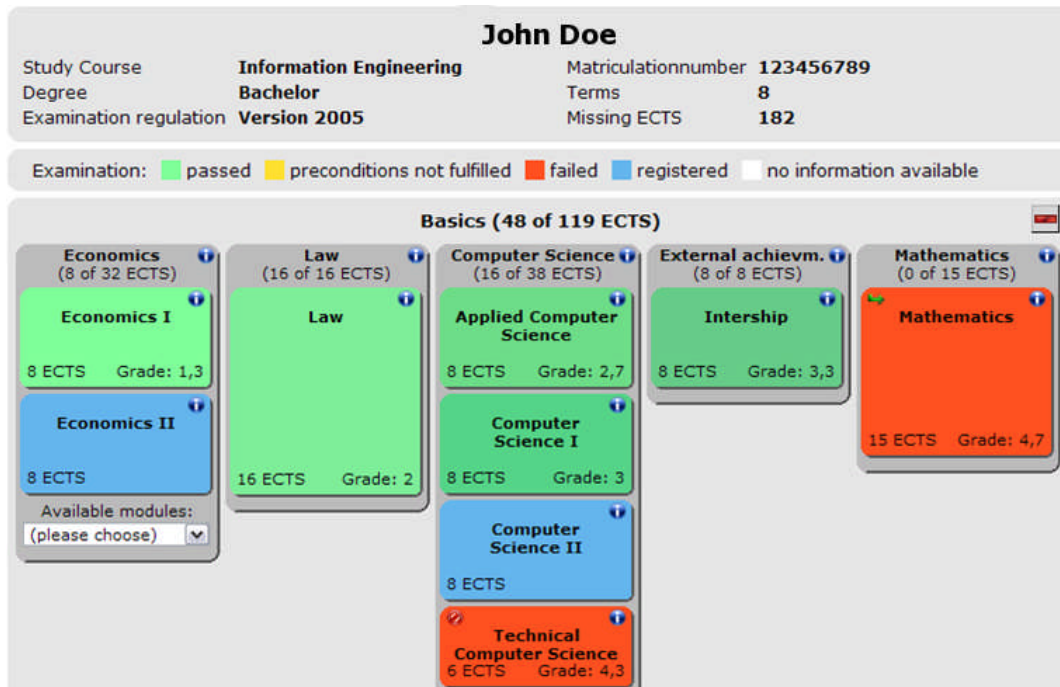 John Doe
Study Course Information Engineering Matriculationnumber 123456789
Degree Bachelor Terms 8
Examination regulation Version 2005 Missing ECTS 182
Examination: passed preconditions not fulfilled failed registered no information available
Basics (48 of 119 ECTS)
Economics
(8 of 32 ECTS)
Economics I
8 ECTS Grade: 1,3
Economics II
8 ECTS
Available modules:
(please choose)
Law
(16 of 16 ECTS)
Law
16 ECTS Grade: 2
Computer Science
(16 of 38 ECTS)
Applied Computer
Science
8 ECTS Grade: 2,7
Computer
Science I
8 ECTS Grade: 3
Computer
Science II
8 ECTS
Technical
Computer Science
6 ECTS Grade: 4,3
External achievm.
(8 of 8 ECTS)
Intership
8 ECTS Grade: 3,3
Mathematics
(0 of 15 ECTS)
Mathematics
15 ECTS Grade: 4,7